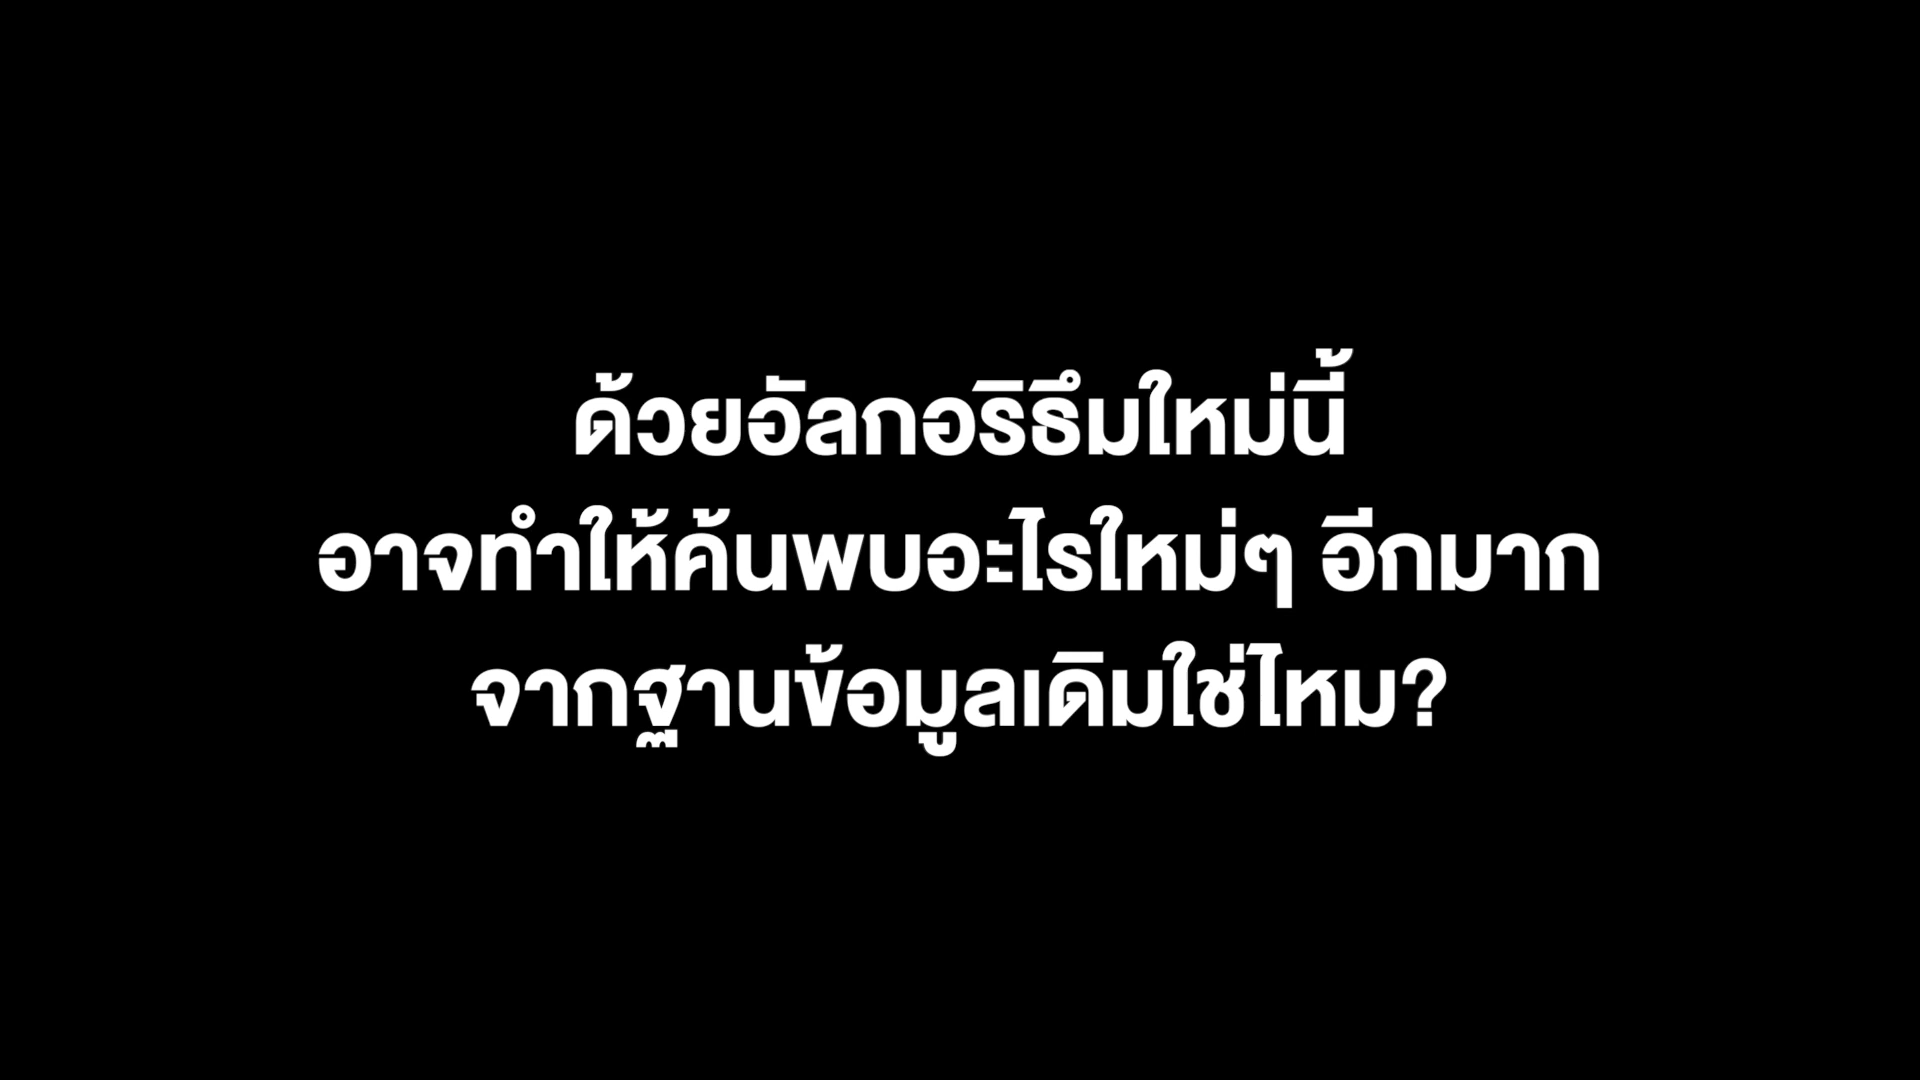 ด้วยอัลกอริธึมใหม่นี้
อาจทำให้ค้นพบอะไรใหม่ๆ อีกมาก
จากฐานข้อมูลเดิมใช่ไหม?